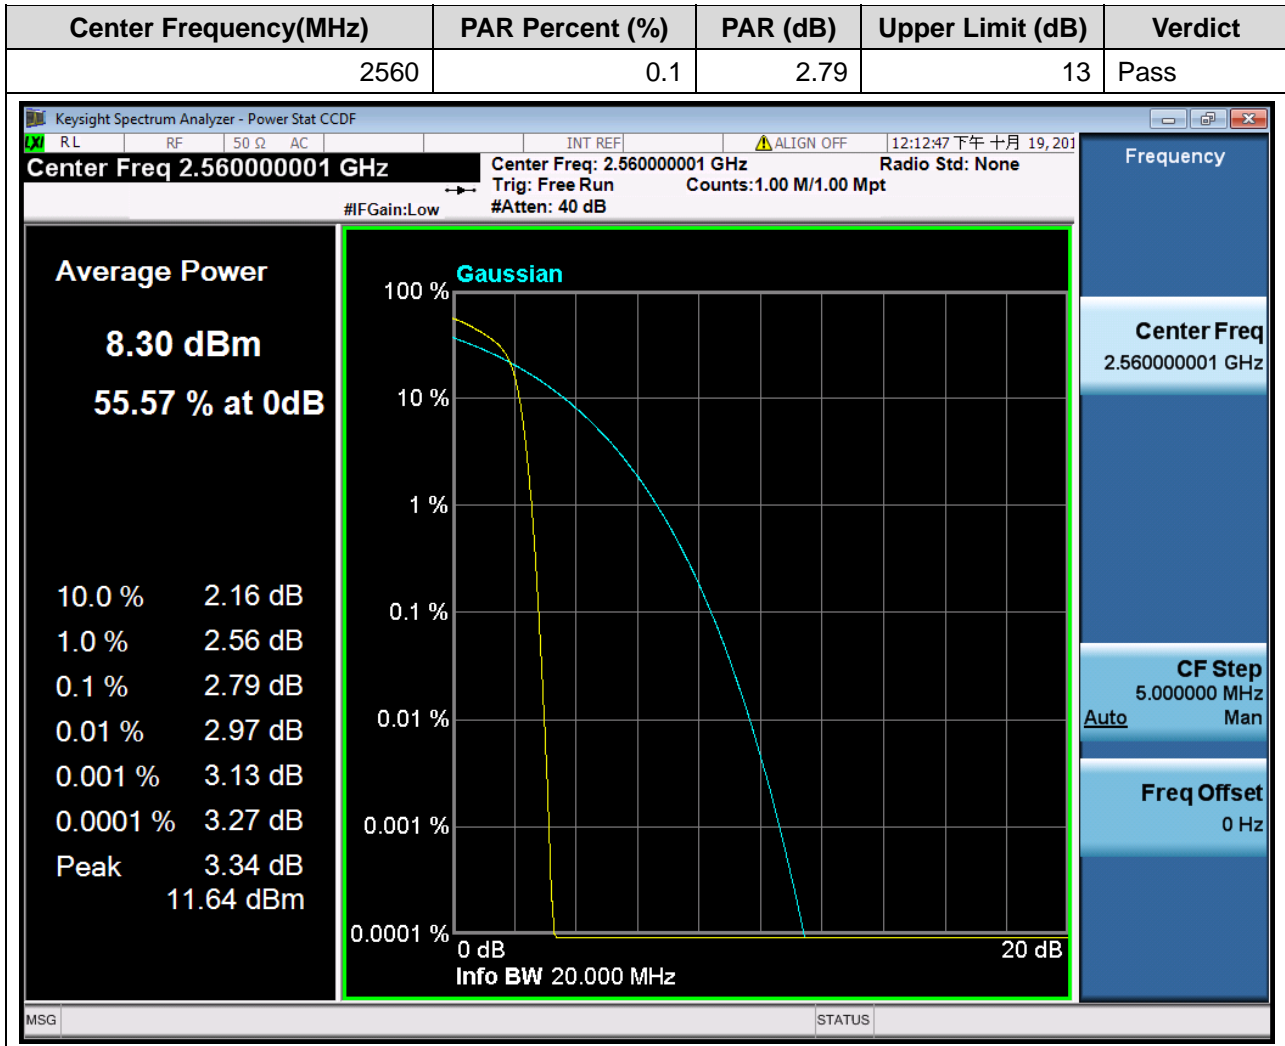 Center Frequency(MHz) PAR Percent (%) PAR (dB) Upper Limit (dB) Verdict
2560 0.1 2.79 13 Pass
Keysight Spectrum Analyzer - Power Stat CCDF
LXI RL RF 50 Ω AC INT REF ALIGN OFF 12:12:47 下午 十月 19, 201
Center Freq 2.560000001 GHz
Center Freq: 2.560000001 GHz Radio Std: None
Trig: Free Run Counts:1.00 M/1.00 Mpt
#IFGain:Low #Atten: 40 dB
Frequency
Average Power
8.30 dBm
55.57 % at 0dB
10.0 % 2.16 dB
1.0 % 2.56 dB
0.1 % 2.79 dB
0.01 % 2.97 dB
0.001 % 3.13 dB
0.0001 % 3.27 dB
Peak 3.34 dB
11.64 dBm
Gaussian
100 %
10 %
1 %
0.1 %
0.01 %
0.001 %
0.0001 %
0 dB 20 dB
Info BW 20.000 MHz
Center Freq
2.560000001 GHz
CF Step
5.000000 MHz
Auto Man
Freq Offset
0 Hz
MSG STATUS